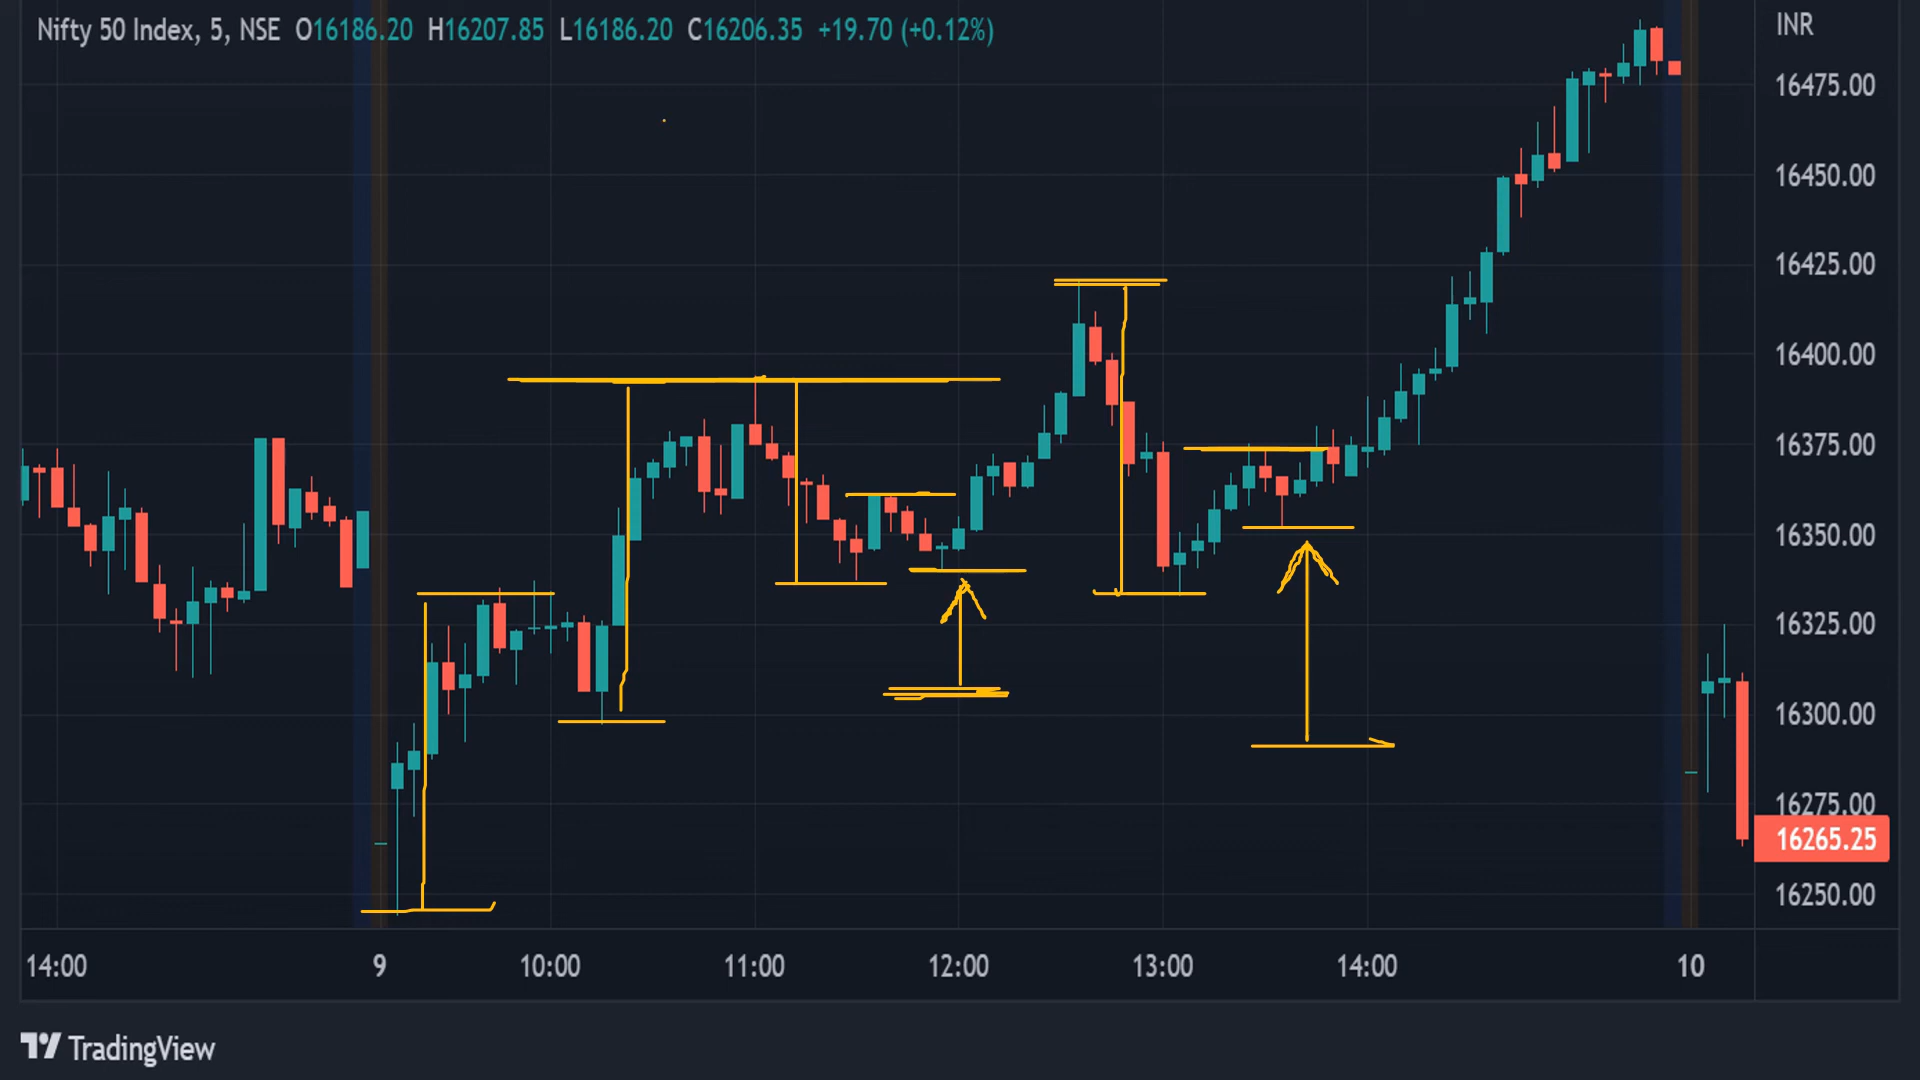 Nifty 50 Index, 5, NSE O16186.20 H16207.85 L16186.20 C16206.35 +19.70 (+0.12%)
INR
16475.00
16450.00
16425.00
16400.00
16375.00
16350.00
16325.00
16300.00
16275.00
16265.25
16250.00
14:00 9 10:00 11:00 12:00 13:00 14:00 10
TradingView